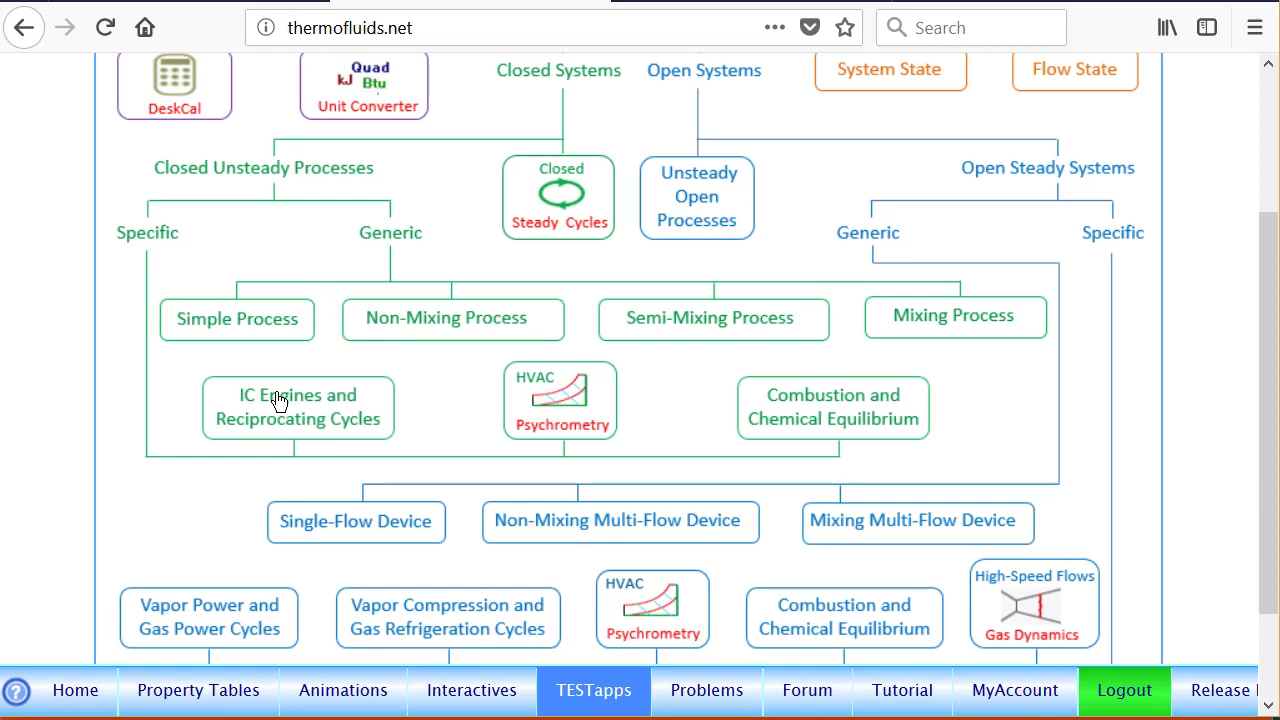 thermofluids.net
Search
DeskCal
Quad
kJ Btu
Unit Converter
Closed Systems
Open Systems
System State
Flow State
Closed Unsteady Processes
Closed
Steady Cycles
Unsteady
Open
Processes
Open Steady Systems
Specific
Generic
Generic
Specific
Simple Process
Non-Mixing Process
Semi-Mixing Process
Mixing Process
IC Engines and
Reciprocating Cycles
HVAC
Psychrometry
Combustion and
Chemical Equilibrium
Single-Flow Device
Non-Mixing Multi-Flow Device
Mixing Multi-Flow Device
Vapor Power and
Gas Power Cycles
Vapor Compression and
Gas Refrigeration Cycles
HVAC
Psychrometry
Combustion and
Chemical Equilibrium
High-Speed Flows
Gas Dynamics
?
Home
Property Tables
Animations
Interactives
TESTapps
Problems
Forum
Tutorial
MyAccount
Logout
Release